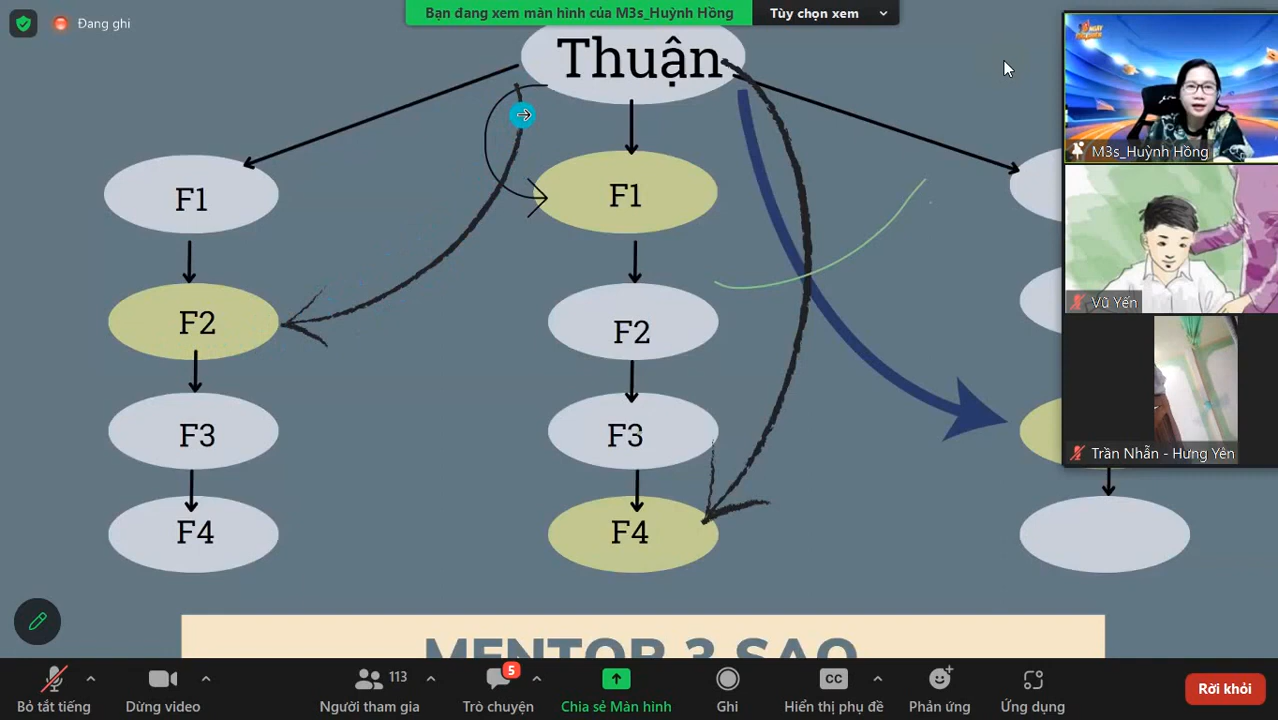 Đang ghi
Bạn đang xem màn hình của M3s_Huỳnh Hồng
Tùy chọn xem
Thuận
F1
F1
F2
F2
F3
F3
F4
F4
MENTOR 3 SAO
M3s_Huỳnh Hồng
Vũ Yến
Trần Nhẫn - Hưng Yên
Bỏ tắt tiếng
Dừng video
113
Người tham gia
5
Trò chuyện
Chia sẻ Màn hình
Ghi
CC
Hiển thị phụ đề
Phản ứng
Ứng dụng
Rời khỏi